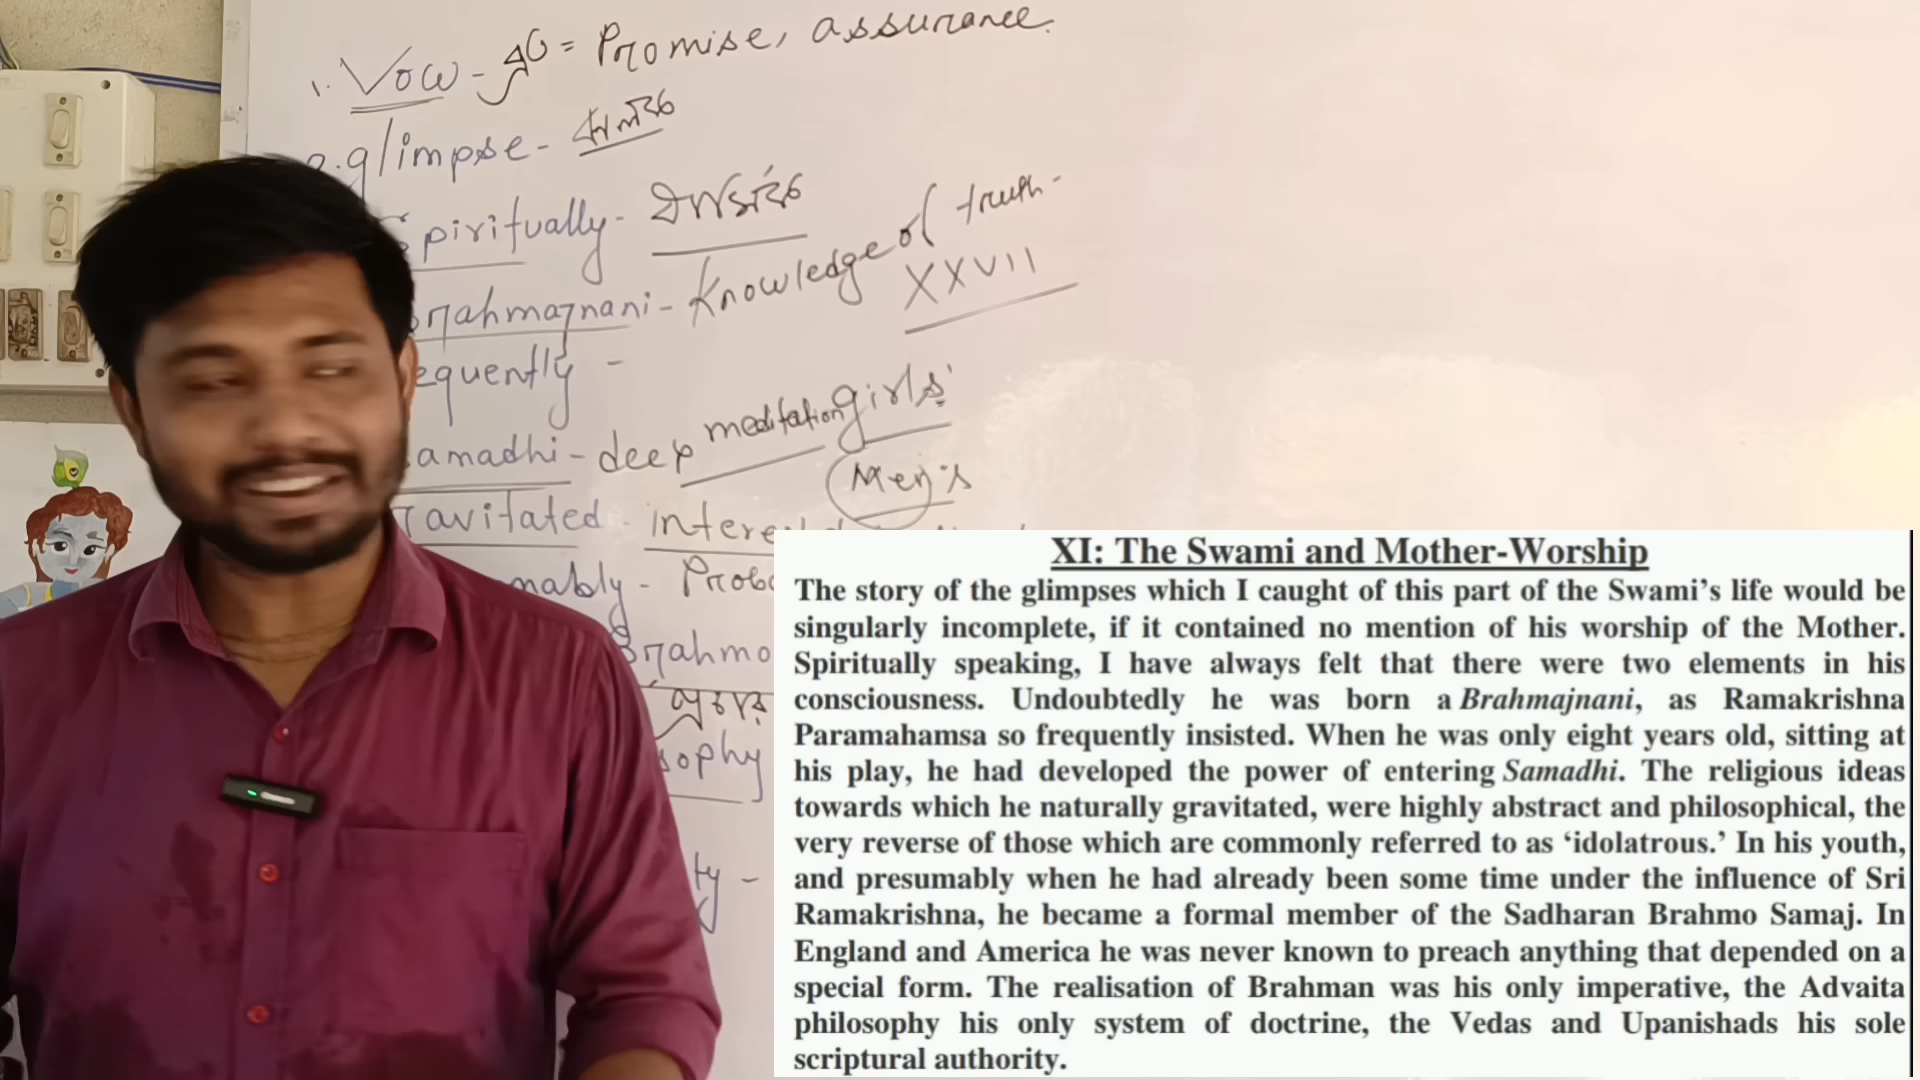 1. Vow - ব্রত = Promise, assurance.
glimpse - ঝলক
Spiritually -
Brahmajnani - Knowledge of truth
XXVII
equently -
amadhi - deep meditation
girls'
Men's
ravitated - intere
mably - Prob
Brahmo
sophy
ty -
XI: The Swami and Mother-Worship
The story of the glimpses which I caught of this part of the Swami’s life would be
singularly incomplete, if it contained no mention of his worship of the Mother.
Spiritually speaking, I have always felt that there were two elements in his
consciousness. Undoubtedly he was born a Brahmajnani, as Ramakrishna
Paramahamsa so frequently insisted. When he was only eight years old, sitting at
his play, he had developed the power of entering Samadhi. The religious ideas
towards which he naturally gravitated, were highly abstract and philosophical, the
very reverse of those which are commonly referred to as ‘idolatrous.’ In his youth,
and presumably when he had already been some time under the influence of Sri
Ramakrishna, he became a formal member of the Sadharan Brahmo Samaj. In
England and America he was never known to preach anything that depended on a
special form. The realisation of Brahman was his only imperative, the Advaita
philosophy his only system of doctrine, the Vedas and Upanishads his sole
scriptural authority.